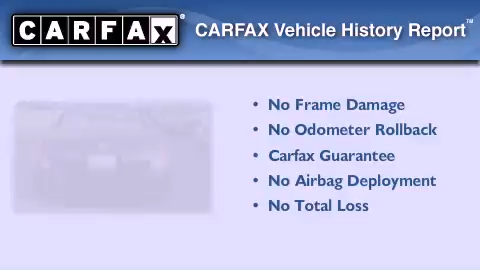 CARFAX® CARFAX Vehicle History Report™
• No Frame Damage
• No Odometer Rollback
• Carfax Guarantee
• No Airbag Deployment
• No Total Loss